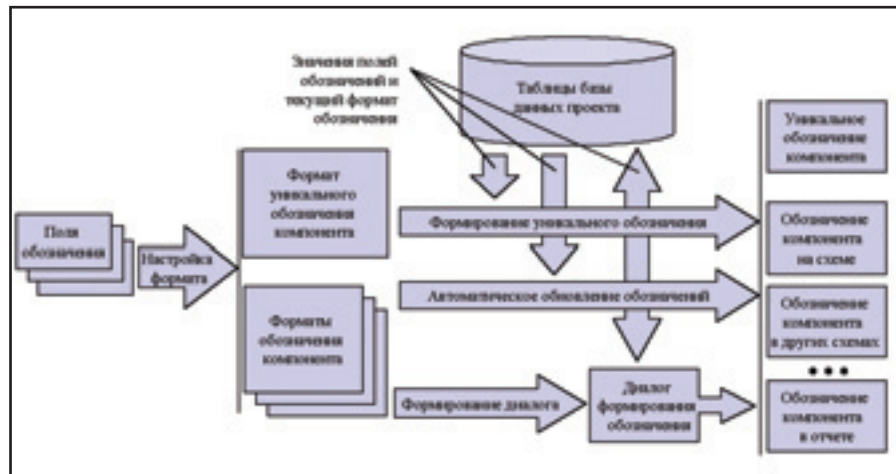 Значения полей
обозначений и
текущий формат
обозначения
Таблицы базы
данных проекта
Уникальное
обозначение
компонента
Формат
уникального
обозначения
компонента
Формирование уникального обозначения
Поля
обозначения
Настройка
формата
Обозначение
компонента
на схеме
Автоматическое обновление обозначений
Форматы
обозначения
компонента
Обозначение
компонента
в других схемах
Формирование диалога
Диалог
формирования
обозначения
Обозначение
компонента
в отчете